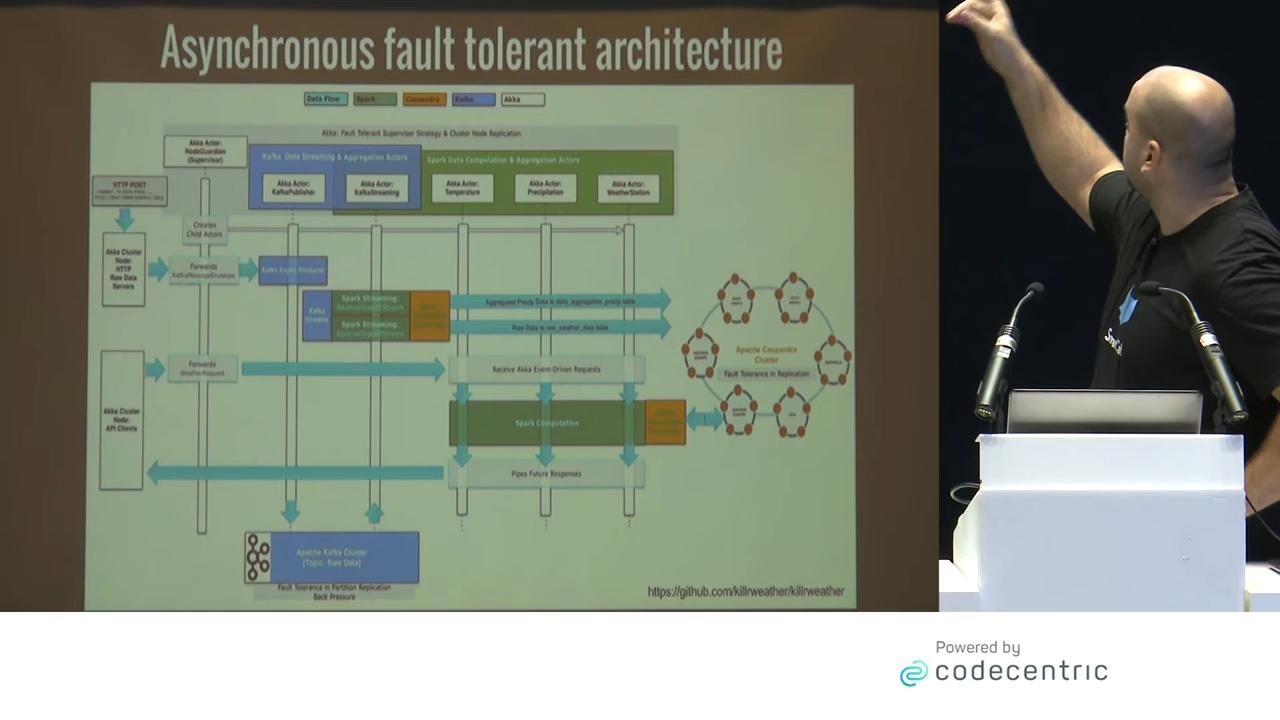 Asynchronous fault tolerant architecture
Data Flow
Spark
Cassandra
Kafka
Akka
Akka: Fault Tolerant Supervisor Strategy & Cluster Node Replication
Akka Actor:
NodeGuardian
(Supervisor)
Kafka Data Streaming & Aggregation Actors
Spark Data Computation & Aggregation Actors
HTTP POST
Akka Actor:
KafkaPublisher
Akka Actor:
KafkaStreaming
Akka Actor:
Temperature
Akka Actor:
Precipitation
Akka Actor:
WeatherStation
Creates
Child Actors
Akka Cluster
Node:
HTTP
Raw Data
Servers
Forwards
KafkaMessageEnvelope
Kafka Async Producer
Kafka
Streams
Spark Streaming:
Spark Streaming:
Aggregated Precip Data to daily_aggregation_precip table
Raw Data to raw_weather_data table
Apache Cassandra
Cluster
Fault Tolerance in Replication
Forwards
WeatherRequest
Receive Akka Event-Driven Requests
Akka Cluster
Node:
API Clients
Spark Computation
Pipes Future Responses
Apache Kafka Cluster
[Topic: Raw Data]
Fault Tolerance in Partition Replication
Back Pressure
https://github.com/killrweather/killrweather
Powered by
codecentric